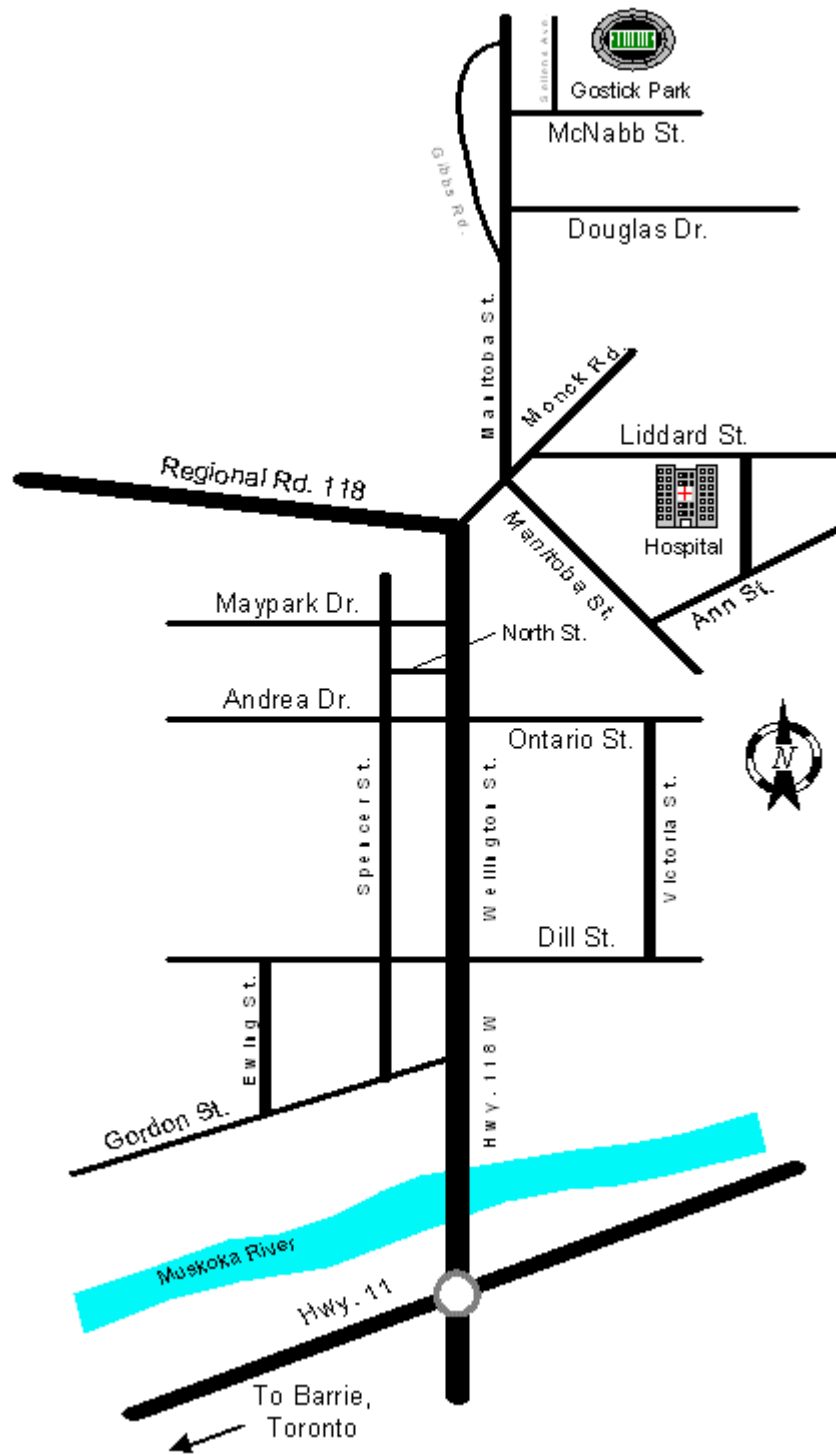 Sellens Ave
Gostick Park
McNabb St.
Gibbs Rd.
Douglas Dr.
Manitoba St.
Monck Rd.
Liddard St.
Regional Rd. 118
Manitoba St.
Hospital
Ann St.
Maypark Dr.
North St.
Andrea Dr.
Ontario St.
N
Spencer St.
Wellington St.
Victoria St.
Dill St.
Ewing St.
Hwy. 118 W
Gordon St.
Muskoka River
Hwy. 11
To Barrie,
Toronto